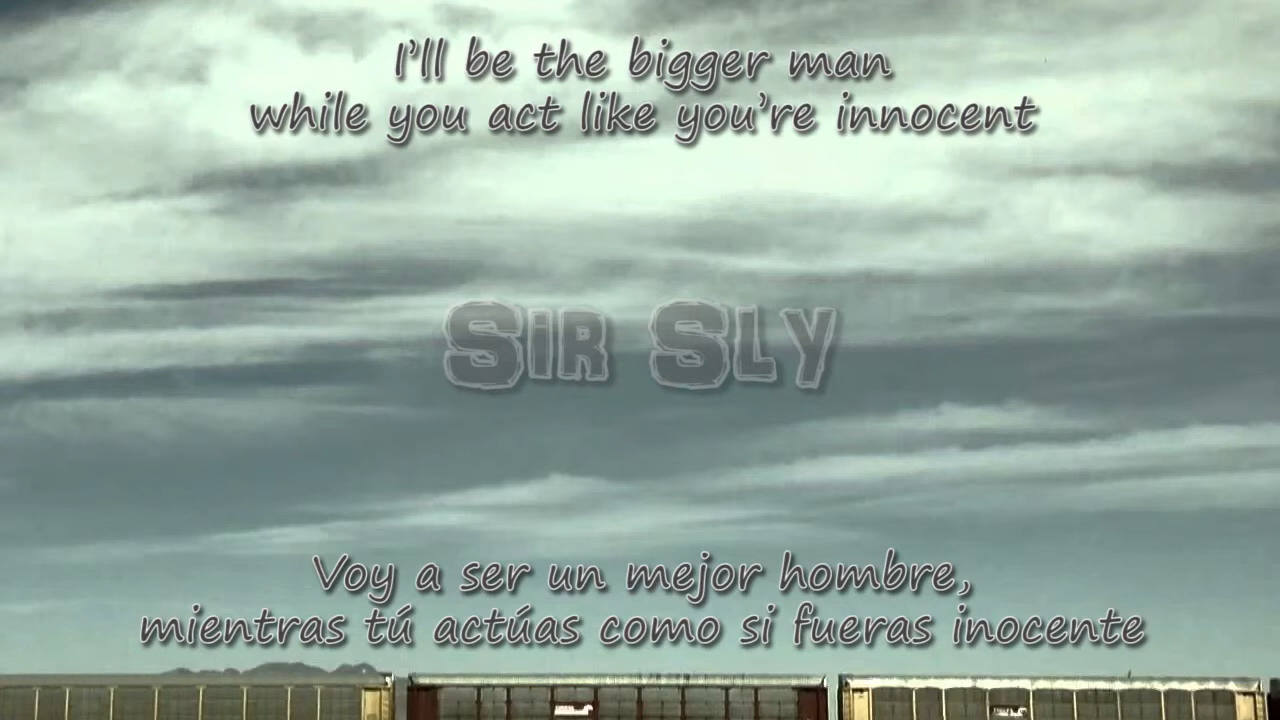 I'll be the bigger man
while you act like you're innocent
Sir Sly
Voy a ser un mejor hombre,
mientras tú actúas como si fueras inocente